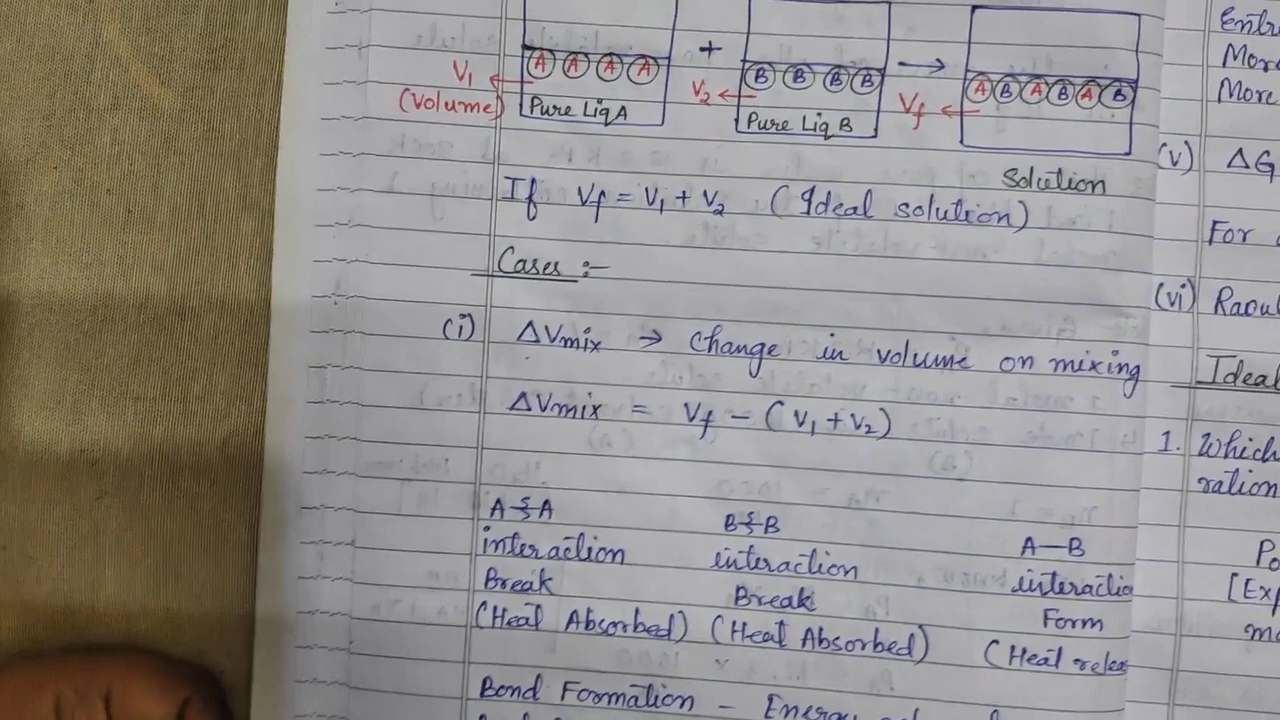 A A A A + B B B B → A B A B A B
V₁ (Volume)
V₂
Vf
Pure Liq A
Pure Liq B
Solution
If Vf = V₁ + V₂ (Ideal solution)
Cases :-
(i) ΔVmix → Change in volume on mixing
ΔVmix = Vf - (V₁ + V₂)
A ⌇ A B ⌇ B A — B
interaction interaction interactio
Break Break Form
(Heat Absorbed) (Heat Absorbed) (Heat relea
Bond Formation - Energy
Entr
More
More
(v) ΔG
For
(vi) Raoul
Ideal
1. Which
ration
[Exp